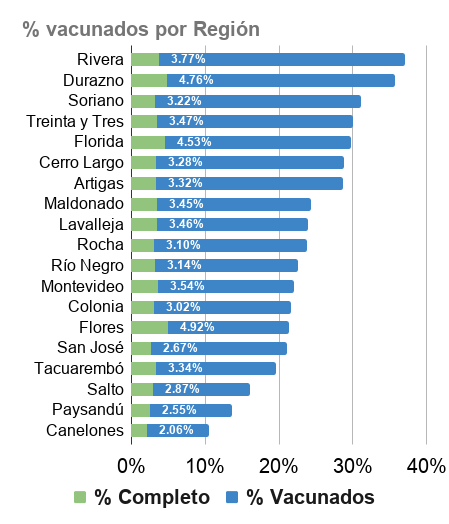 % vacunados por Región
Rivera 3.77%
Durazno 4.76%
Soriano 3.22%
Treinta y Tres 3.47%
Florida 4.53%
Cerro Largo 3.28%
Artigas 3.32%
Maldonado 3.45%
Lavalleja 3.46%
Rocha 3.10%
Río Negro 3.14%
Montevideo 3.54%
Colonia 3.02%
Flores 4.92%
San José 2.67%
Tacuarembó 3.34%
Salto 2.87%
Paysandú 2.55%
Canelones 2.06%
0% 10% 20% 30% 40%
% Completo % Vacunados